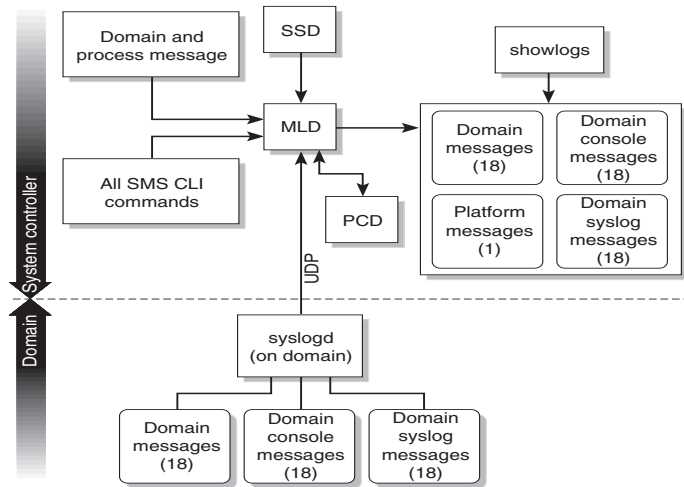 Domain and
process message
SSD
showlogs
MLD
All SMS CLI
commands
PCD
Domain
messages
(18)
Domain
console
messages
(18)
Platform
messages
(1)
Domain
syslog
messages
(18)
System controller
UDP
Domain
syslogd
(on domain)
Domain
messages
(18)
Domain
console
messages
(18)
Domain
syslog
messages
(18)